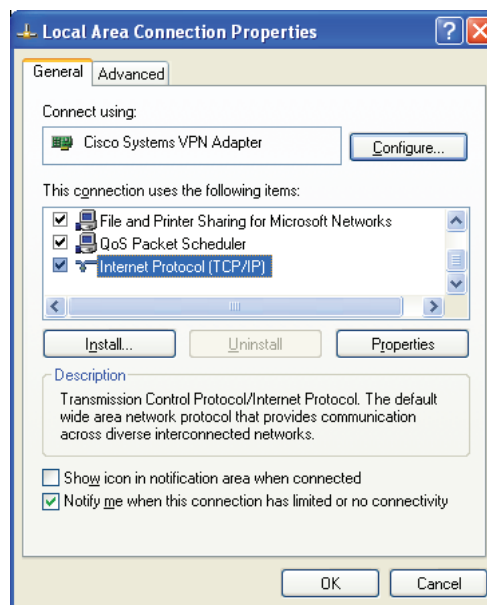 Local Area Connection Properties
General Advanced
Connect using:
Cisco Systems VPN Adapter Configure...
This connection uses the following items:
File and Printer Sharing for Microsoft Networks
QoS Packet Scheduler
Internet Protocol (TCP/IP)
Install... Uninstall Properties
Description
Transmission Control Protocol/Internet Protocol. The default
wide area network protocol that provides communication
across diverse interconnected networks.
Show icon in notification area when connected
Notify me when this connection has limited or no connectivity
OK Cancel